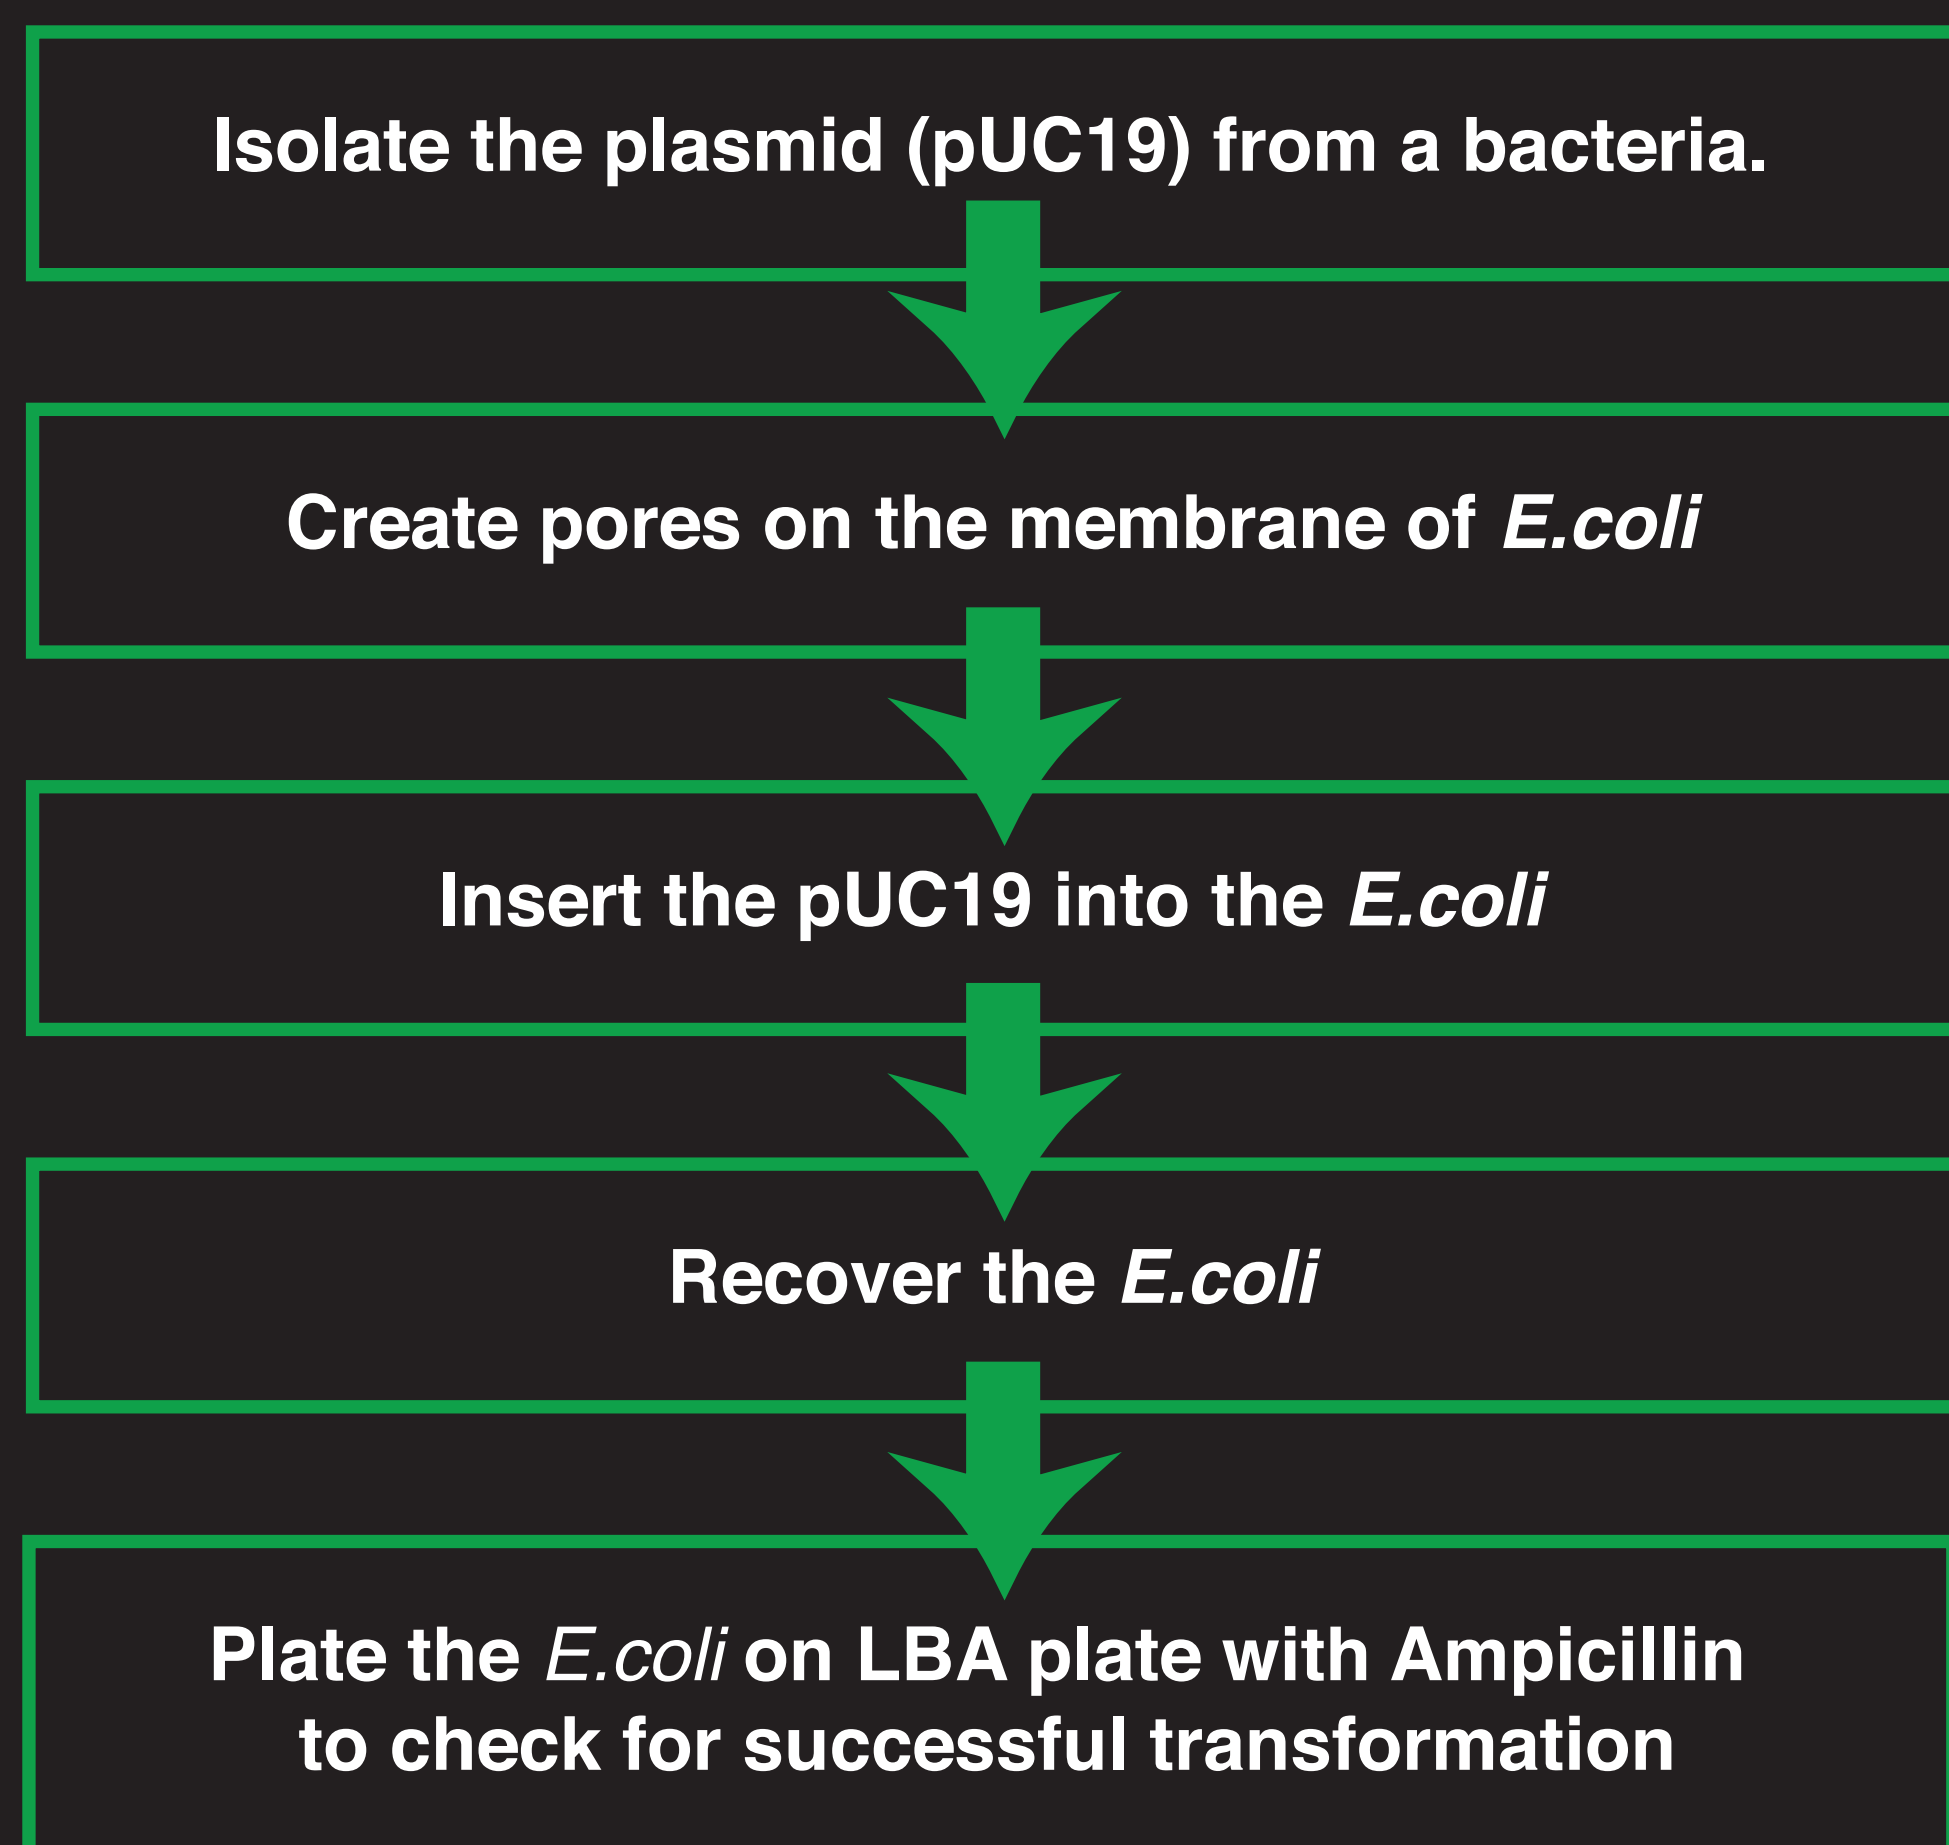 Isolate the plasmid (pUC19) from a bacteria.
Create pores on the membrane of E.coli
Insert the pUC19 into the E.coli
Recover the E.coli
Plate the E.coli on LBA plate with Ampicillin
to check for successful transformation